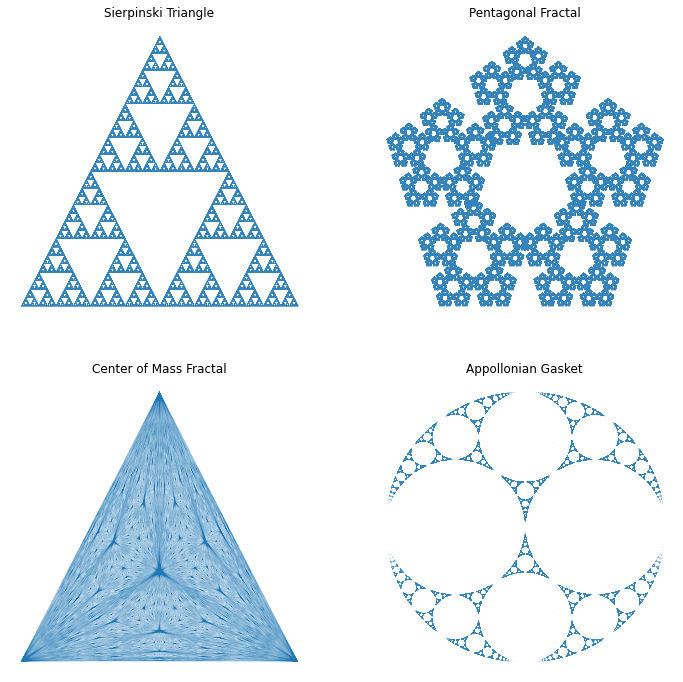 Sierpinski Triangle
Pentagonal Fractal
Center of Mass Fractal
Appollonian Gasket